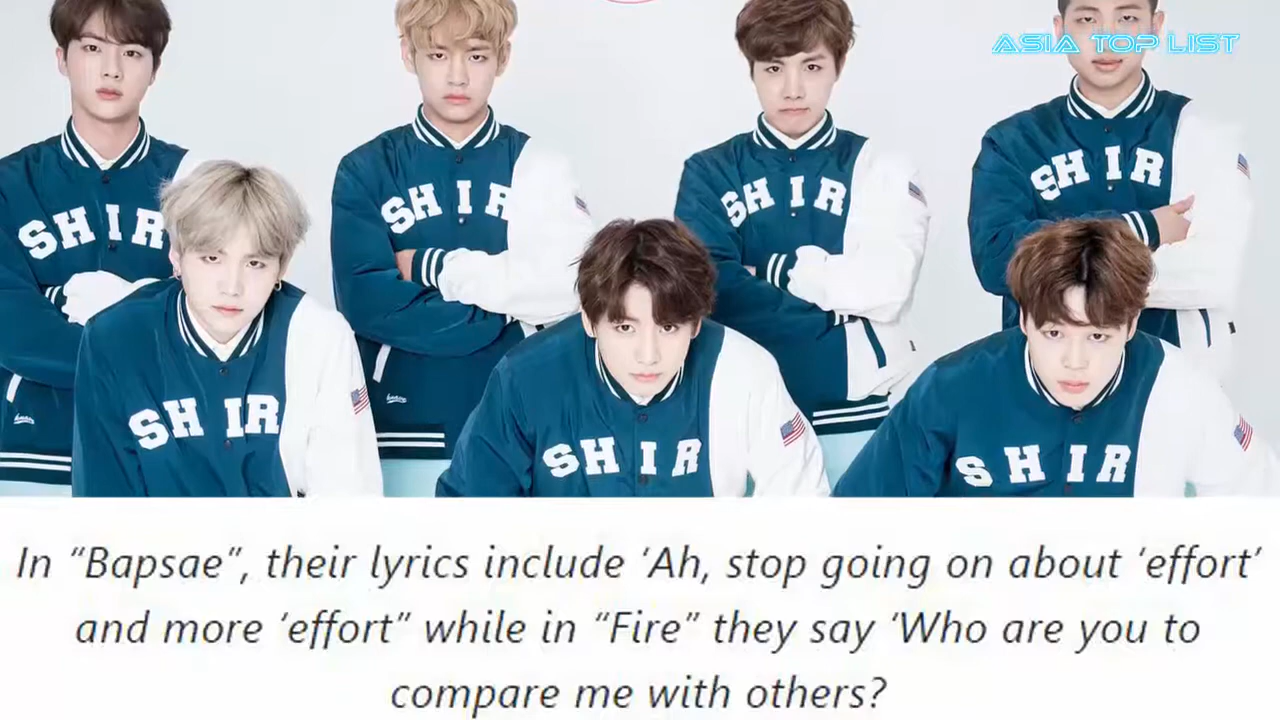 ASIA TOP LIST
SHIR
SHIR
SHIR
SHIR
SHIR
SHIR
SHIR
In “Bapsae”, their lyrics include ‘Ah, stop going on about ‘effort’
and more ‘effort” while in “Fire” they say ‘Who are you to
compare me with others?